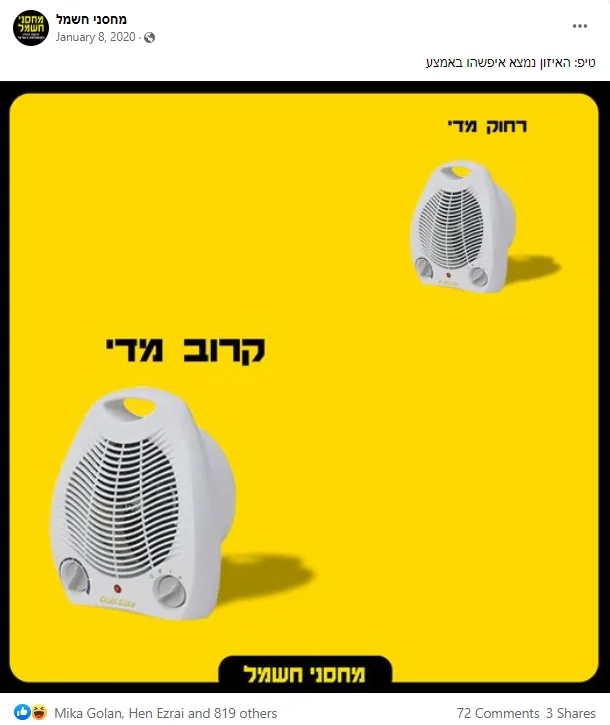 מחסני חשמל
January 8, 2020 ·
טיפ: האיזון נמצא איפשהו באמצע
רחוק מדי
קרוב מדי
מחסני חשמל
Mika Golan, Hen Ezrai and 819 others
72 Comments 3 Shares